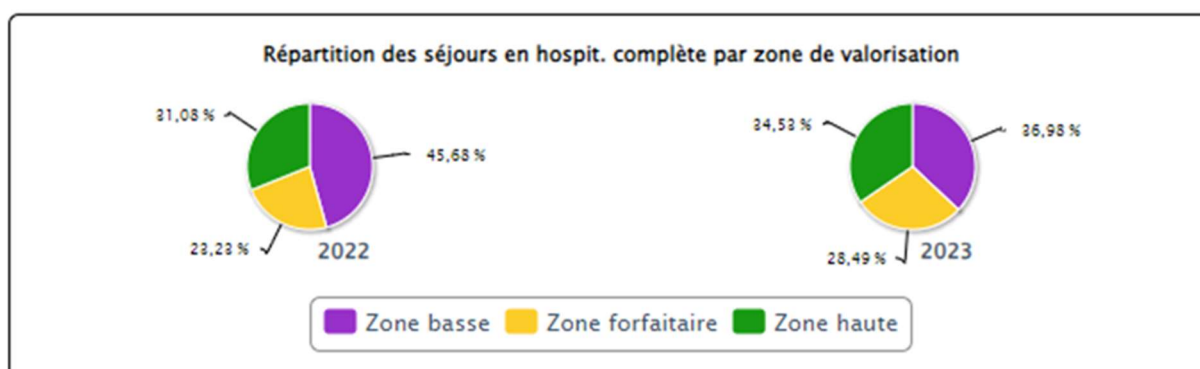 Répartition des séjours en hospit. complète par zone de valorisation
31,08 %
45,68 %
23,23 %
2022
34,53 %
36,98 %
28,49 %
2023
Zone basse
Zone forfaitaire
Zone haute